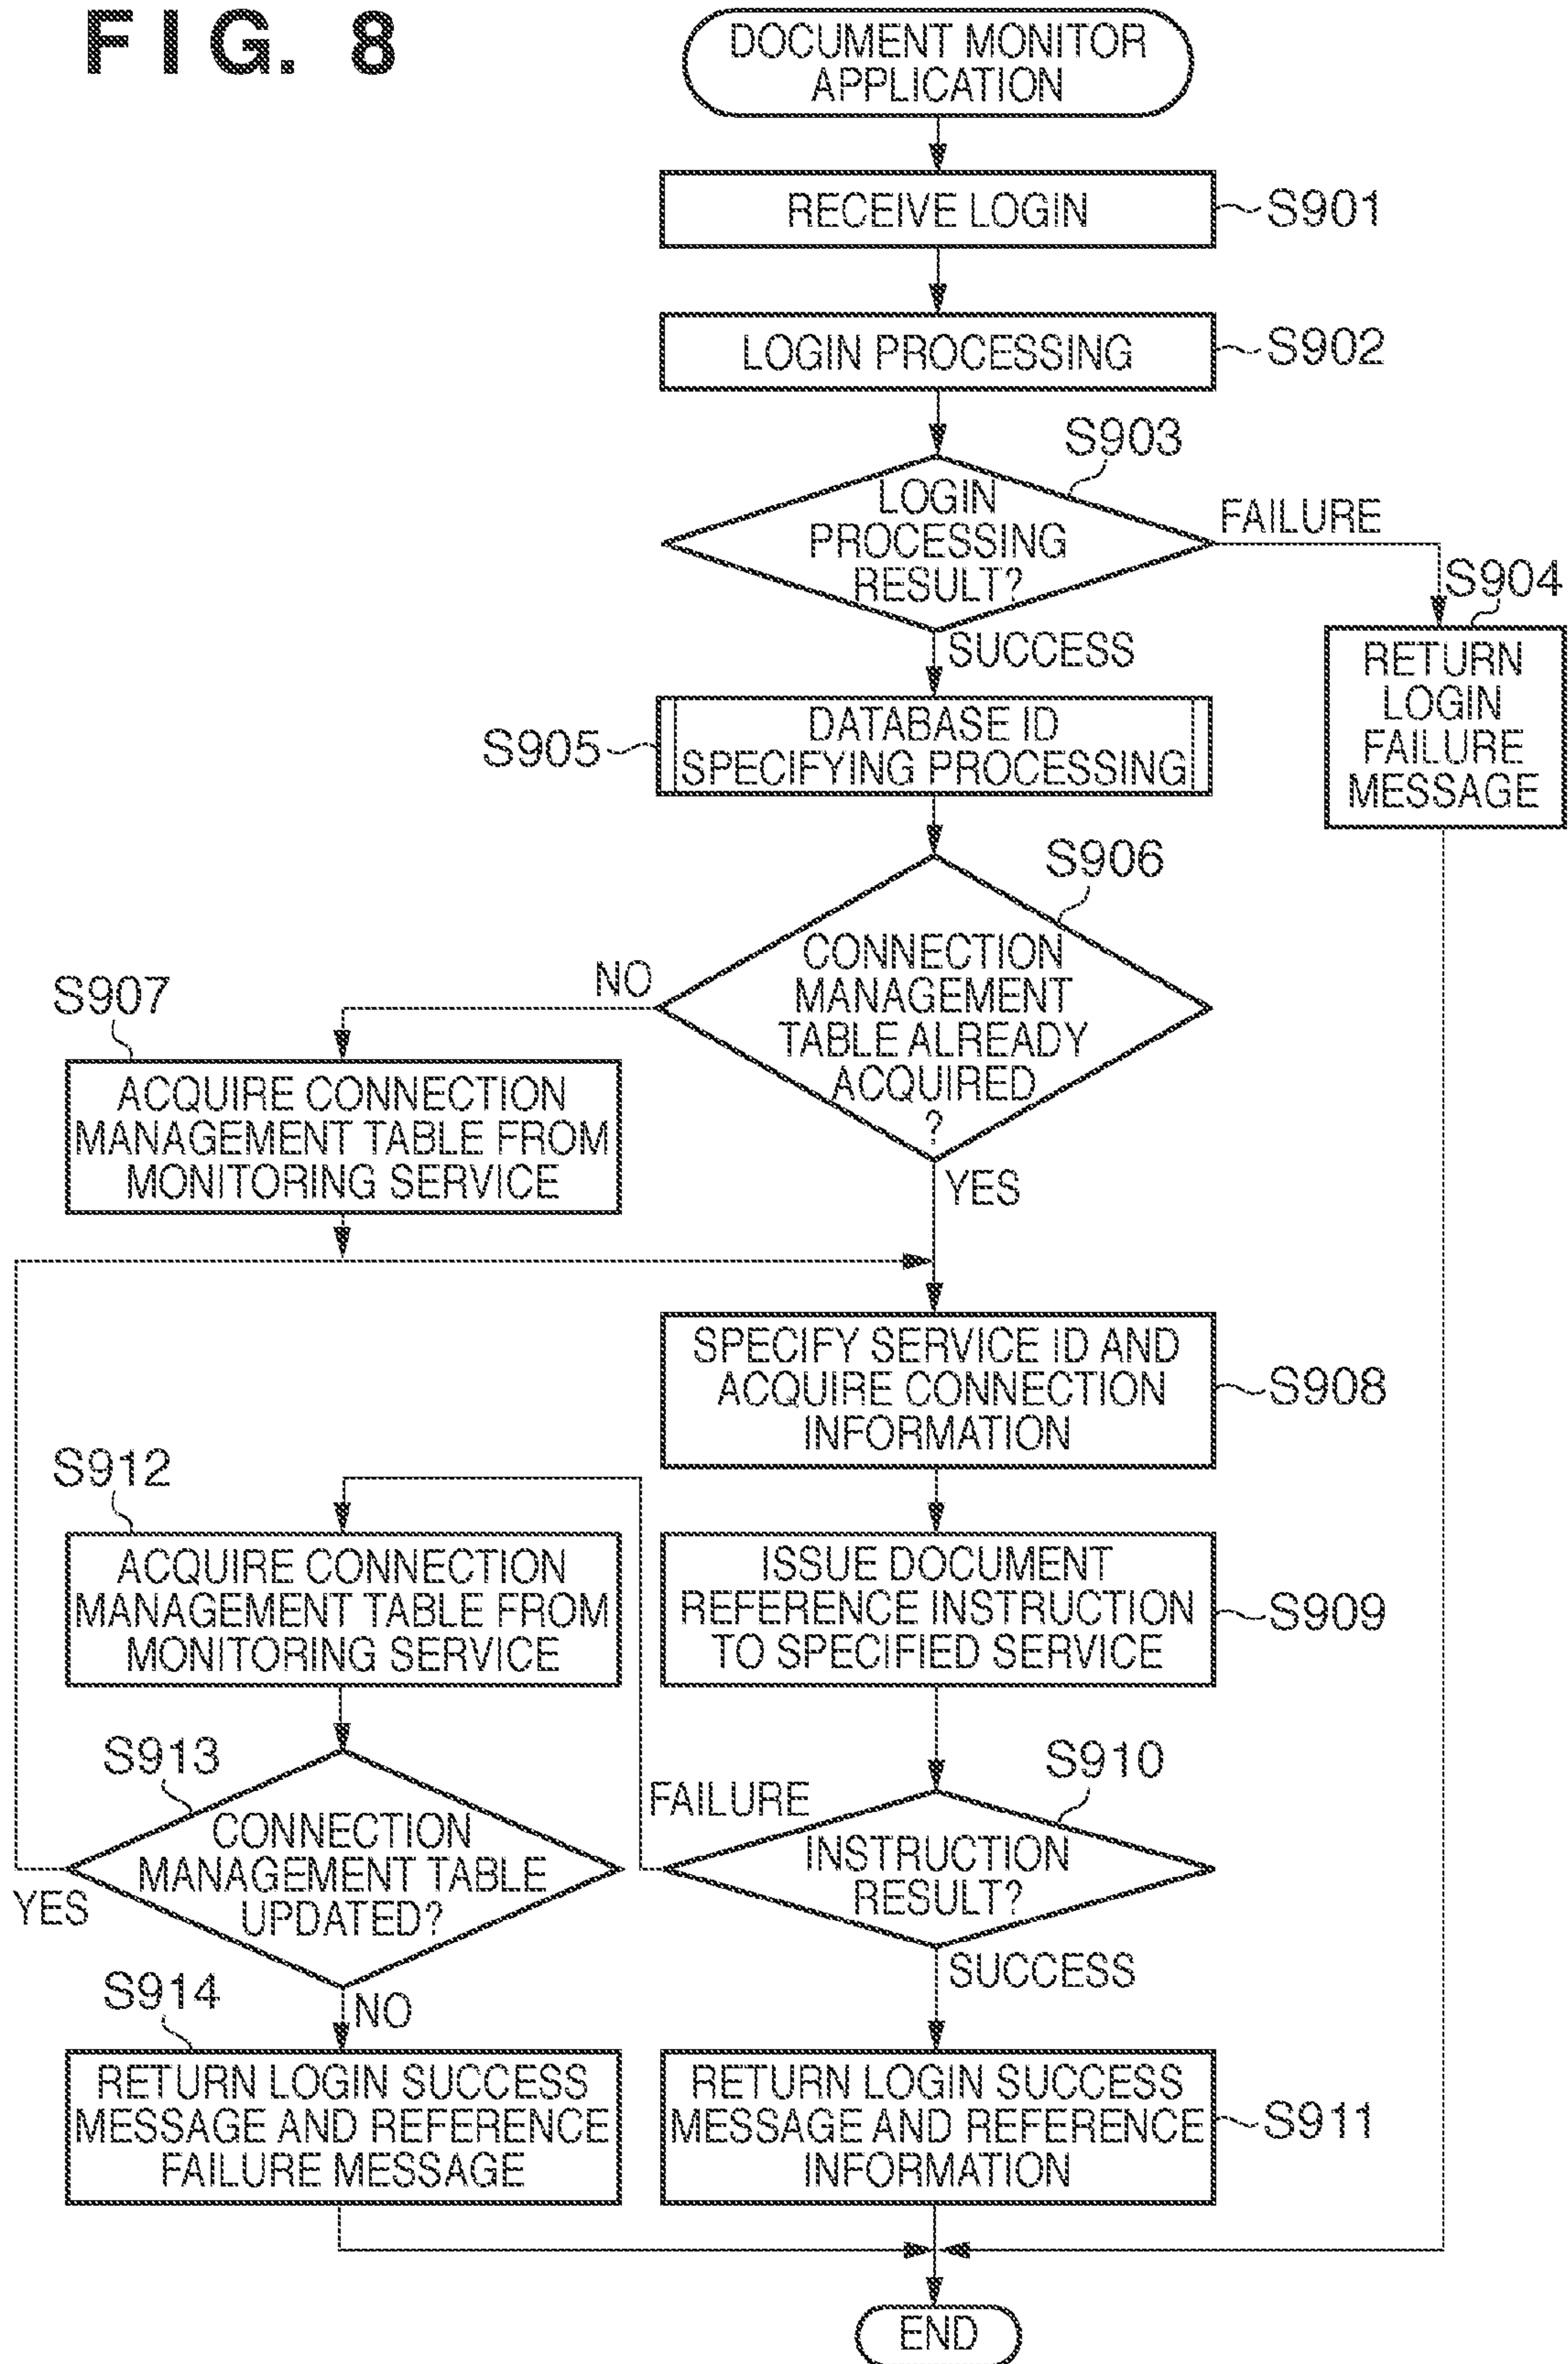 FIG. 8
DOCUMENT MONITOR
APPLICATION
RECEIVE LOGIN
S901
LOGIN PROCESSING
S902
S903
LOGIN
PROCESSING
RESULT?
FAILURE
S904
RETURN
LOGIN
FAILURE
MESSAGE
SUCCESS
S905
DATABASE ID
SPECIFYING PROCESSING
S906
CONNECTION
MANAGEMENT
TABLE ALREADY
ACQUIRED
?
NO
S907
ACQUIRE CONNECTION
MANAGEMENT TABLE FROM
MONITORING SERVICE
YES
SPECIFY SERVICE ID AND
ACQUIRE CONNECTION
INFORMATION
S908
S912
ACQUIRE CONNECTION
MANAGEMENT TABLE FROM
MONITORING SERVICE
ISSUE DOCUMENT
REFERENCE INSTRUCTION
TO SPECIFIED SERVICE
S909
S913
CONNECTION
MANAGEMENT TABLE
UPDATED?
YES
FAILURE
S910
INSTRUCTION
RESULT?
SUCCESS
S914
NO
RETURN LOGIN SUCCESS
MESSAGE AND REFERENCE
FAILURE MESSAGE
RETURN LOGIN SUCCESS
MESSAGE AND REFERENCE
INFORMATION
S911
END